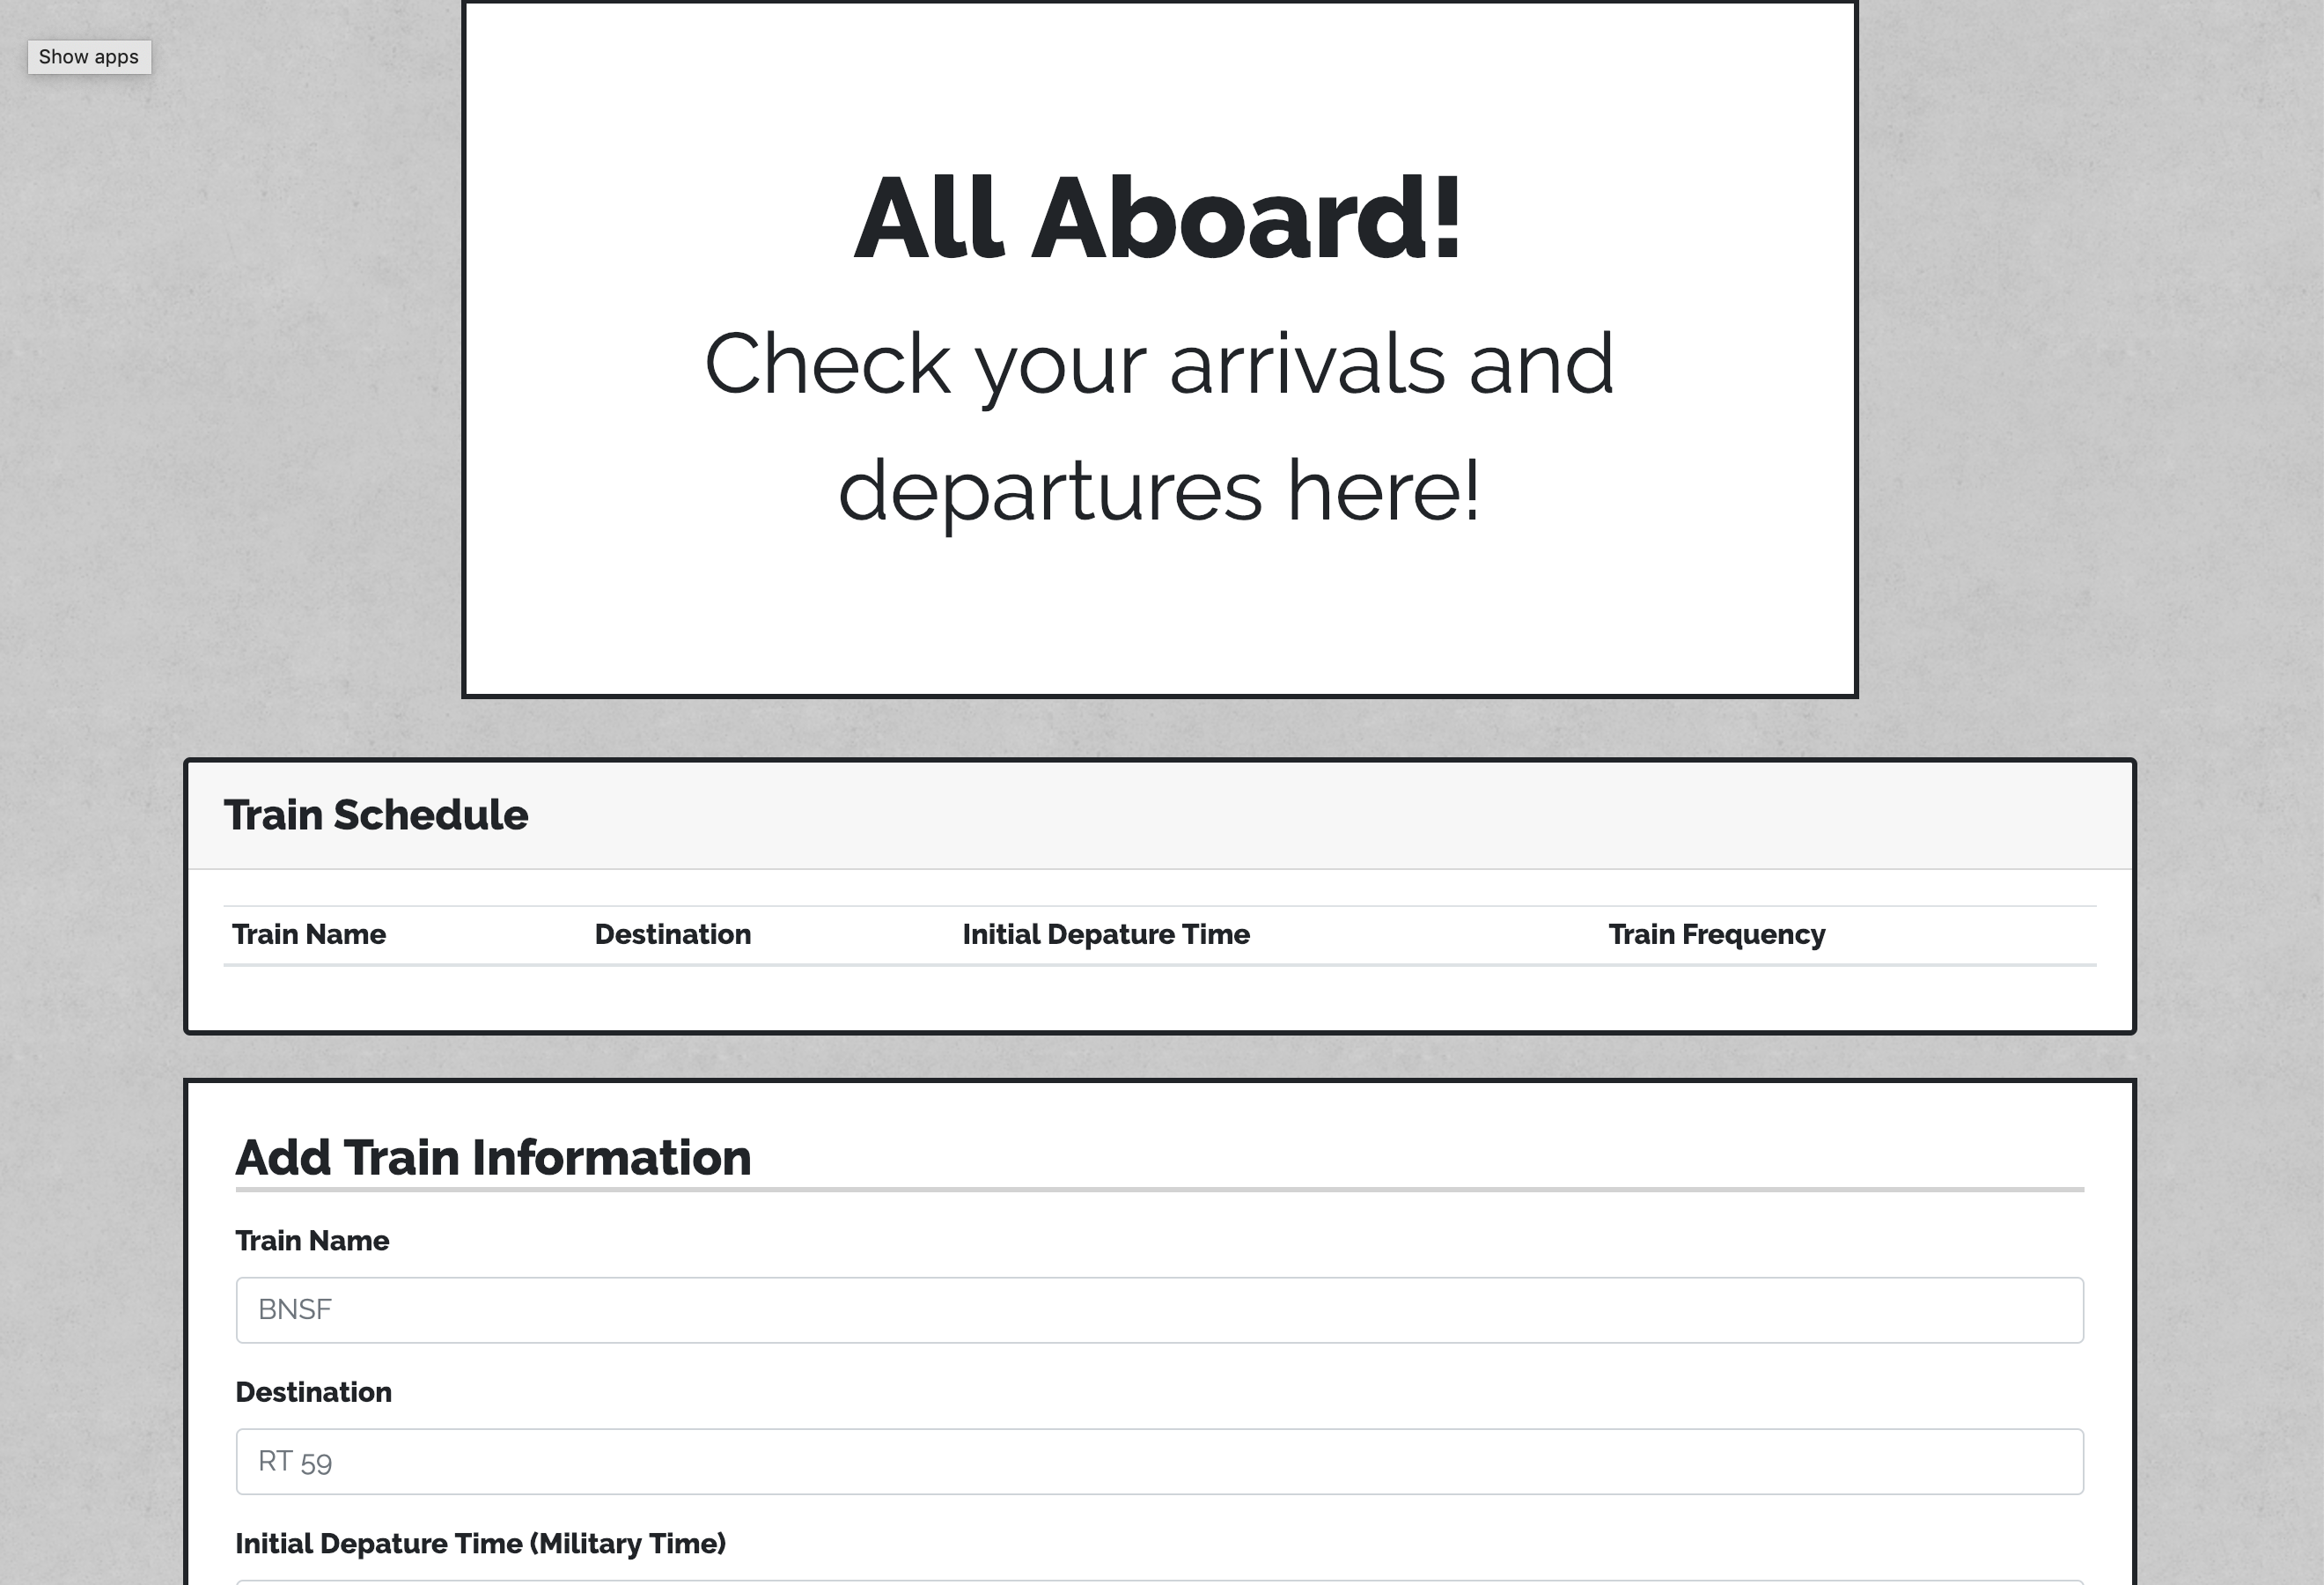 Show apps
All Aboard!
Check your arrivals and
departures here!
Train Schedule
Train Name Destination Initial Depature Time Train Frequency
Add Train Information
Train Name
BNSF
Destination
RT 59
Initial Depature Time (Military Time)